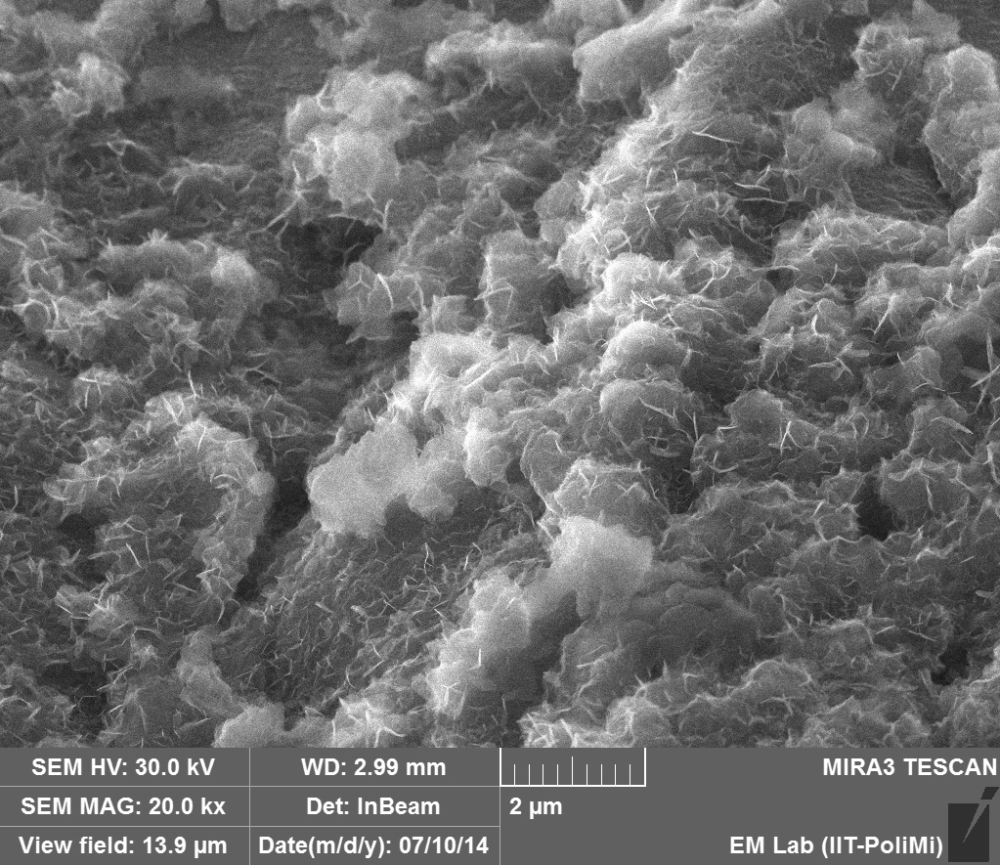 SEM HV: 30.0 kV
WD: 2.99 mm
MIRA3 TESCAN
SEM MAG: 20.0 kx
Det: InBeam
2 µm
View field: 13.9 µm
Date(m/d/y): 07/10/14
EM Lab (IIT-PoliMi)